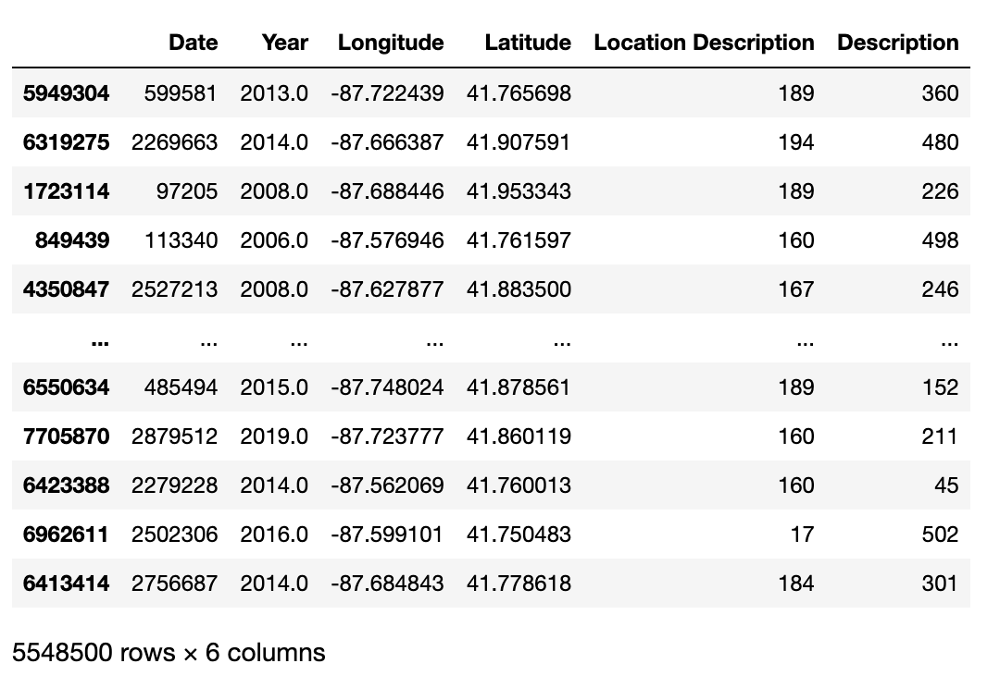 Date Year Longitude Latitude Location Description Description
5949304 599581 2013.0 -87.722439 41.765698 189 360
6319275 2269663 2014.0 -87.666387 41.907591 194 480
1723114 97205 2008.0 -87.688446 41.953343 189 226
849439 113340 2006.0 -87.576946 41.761597 160 498
4350847 2527213 2008.0 -87.627877 41.883500 167 246
... ... ... ... ... ... ...
6550634 485494 2015.0 -87.748024 41.878561 189 152
7705870 2879512 2019.0 -87.723777 41.860119 160 211
6423388 2279228 2014.0 -87.562069 41.760013 160 45
6962611 2502306 2016.0 -87.599101 41.750483 17 502
6413414 2756687 2014.0 -87.684843 41.778618 184 301
5548500 rows × 6 columns